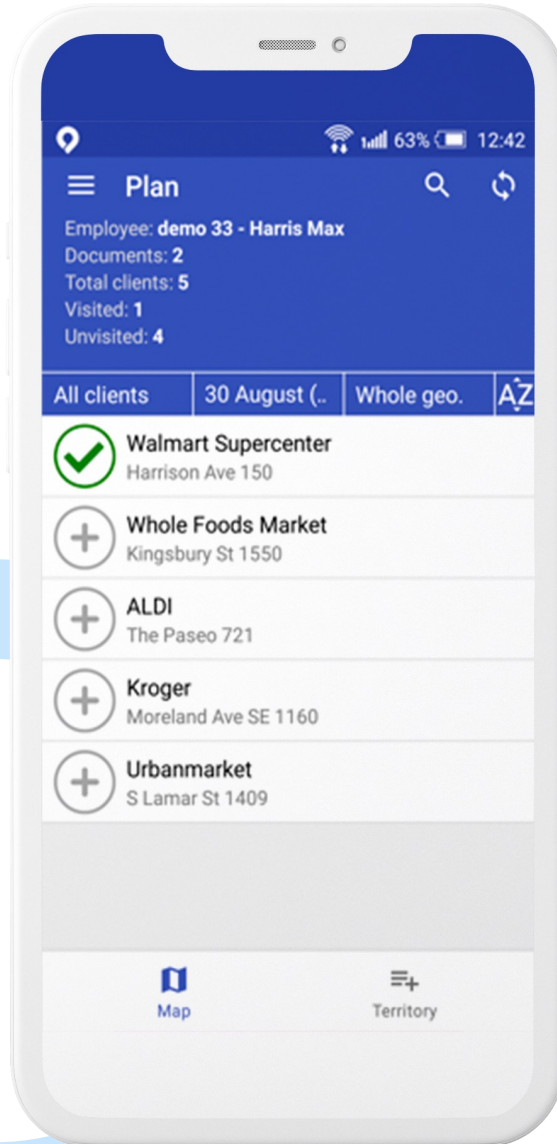 63% 12:42
Plan
Employee: demo 33 - Harris Max
Documents: 2
Total clients: 5
Visited: 1
Unvisited: 4
All clients 30 August (.. Whole geo. AZ
Walmart Supercenter
Harrison Ave 150
Whole Foods Market
Kingsbury St 1550
ALDI
The Paseo 721
Kroger
Moreland Ave SE 1160
Urbanmarket
S Lamar St 1409
Map Territory